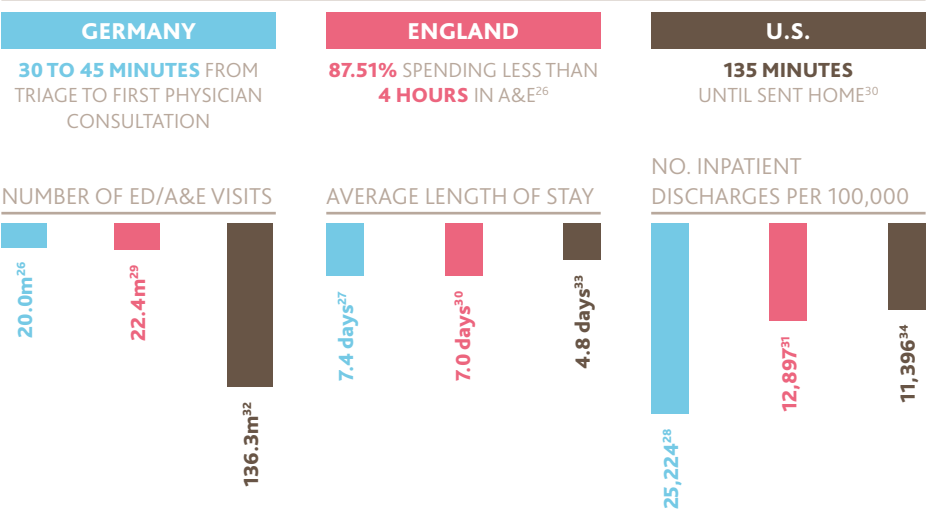 GERMANY
30 TO 45 MINUTES FROM
TRIAGE TO FIRST PHYSICIAN
CONSULTATION
ENGLAND
87.51% SPENDING LESS THAN
4 HOURS IN A&E26
U.S.
135 MINUTES
UNTIL SENT HOME30
NUMBER OF ED/A&E VISITS
20.0m26
22.4m29
136.3m32
AVERAGE LENGTH OF STAY
7.4 days27
7.0 days30
4.8 days33
NO. INPATIENT
DISCHARGES PER 100,000
25,22428
12,89731
11,39634